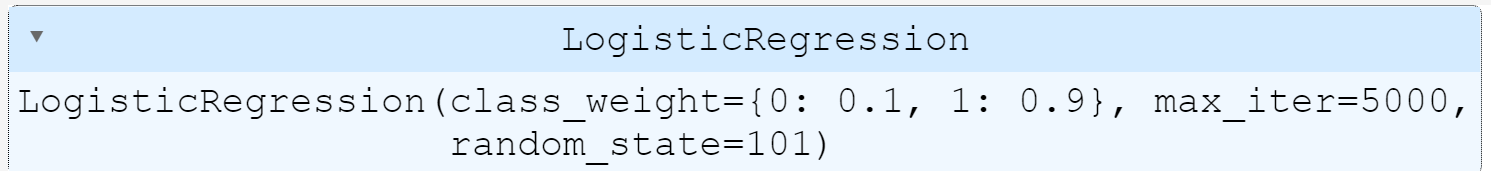 LogisticRegression
LogisticRegression(class_weight={0: 0.1, 1: 0.9}, max_iter=5000,
random_state=101)